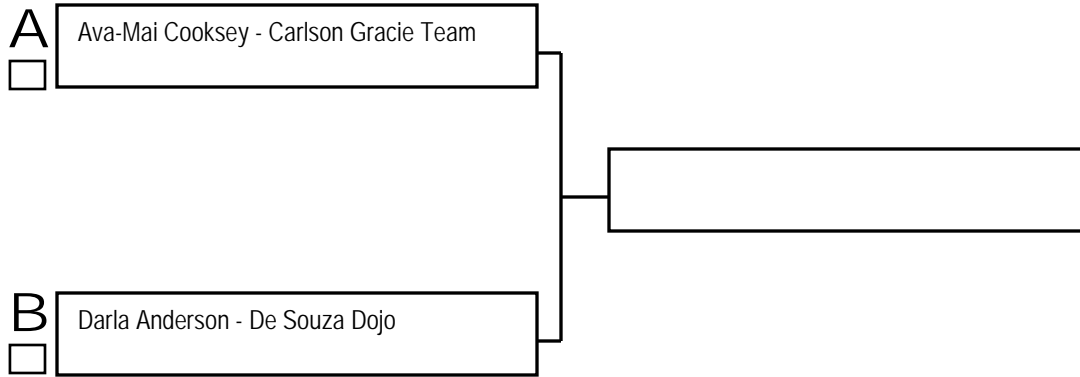 A
Ava-Mai Cooksey - Carlson Gracie Team
B
Darla Anderson - De Souza Dojo